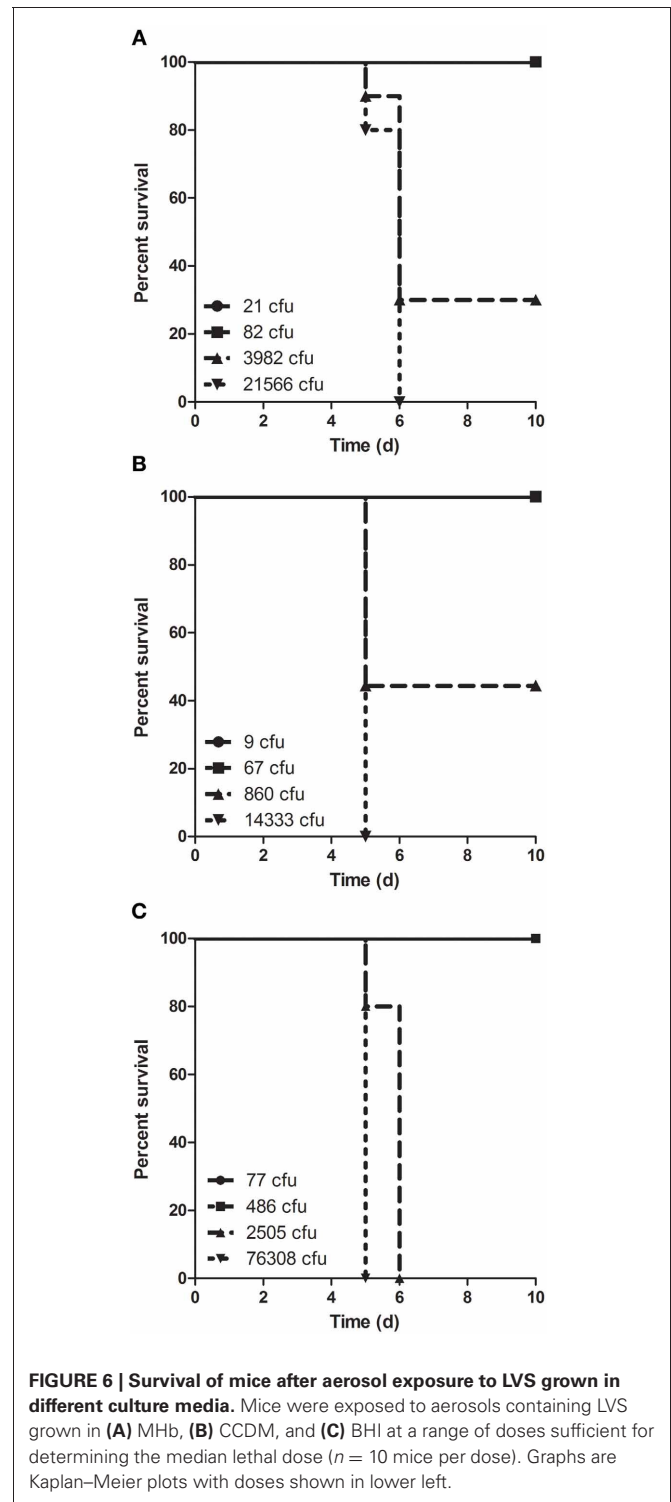 A
100
80
60
40
20
0
Percent survival
21 cfu
82 cfu
3982 cfu
21566 cfu
0 2 4 6 8 10
Time (d)
B
100
80
60
40
20
0
Percent survival
9 cfu
67 cfu
860 cfu
14333 cfu
0 2 4 6 8 10
Time (d)
C
100
80
60
40
20
0
Percent survival
77 cfu
486 cfu
2505 cfu
76308 cfu
0 2 4 6 8 10
Time (d)
FIGURE 6 | Survival of mice after aerosol exposure to LVS grown in
different culture media. Mice were exposed to aerosols containing LVS
grown in (A) MHb, (B) CCDM, and (C) BHI at a range of doses sufficient for
determining the median lethal dose (n = 10 mice per dose). Graphs are
Kaplan–Meier plots with doses shown in lower left.